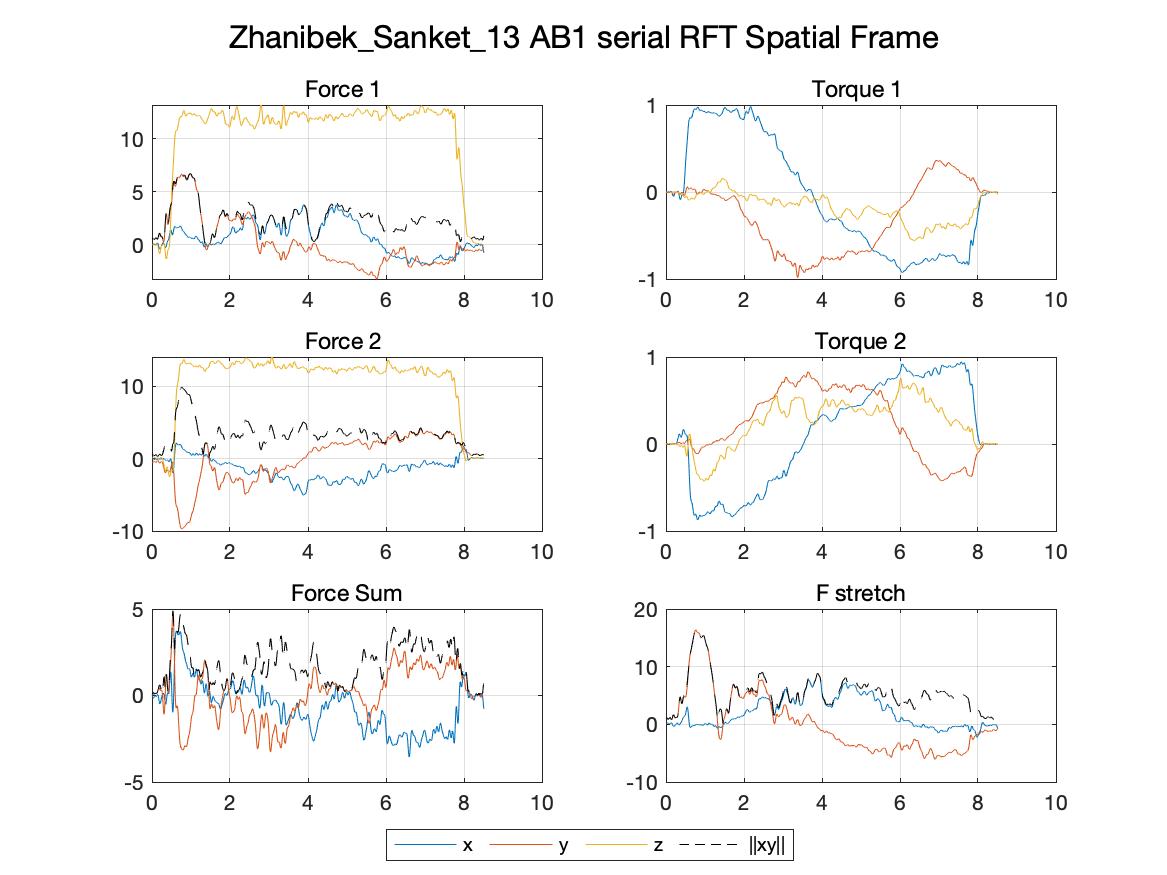 Zhanibek_Sanket_13 AB1 serial RFT Spatial Frame
Force 1
10
5
0
0 2 4 6 8 10
Torque 1
1
0
-1
0 2 4 6 8 10
Force 2
10
0
-10
0 2 4 6 8 10
Torque 2
1
0
-1
0 2 4 6 8 10
Force Sum
5
0
-5
0 2 4 6 8 10
F stretch
20
10
0
-10
0 2 4 6 8 10
x y z ||xy||